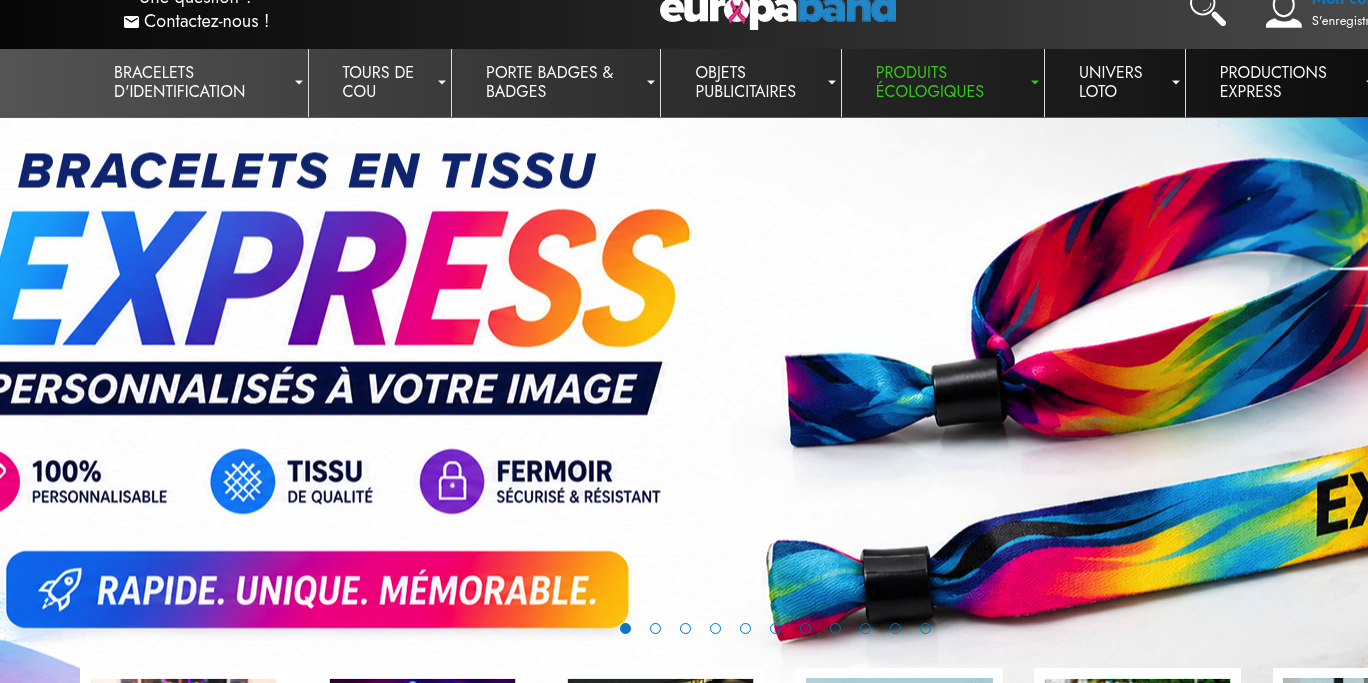 Contactez-nous !
europaband
S'enregistr
BRACELETS
D'IDENTIFICATION
TOURS DE
COU
PORTE BADGES &
BADGES
OBJETS
PUBLICITAIRES
PRODUITS
ÉCOLOGIQUES
UNIVERS
LOTO
PRODUCTIONS
EXPRESS
BRACELETS EN TISSU
EXPRESS
PERSONNALISÉS À VOTRE IMAGE
100%
PERSONNALISABLE
TISSU
DE QUALITÉ
FERMOIR
SÉCURISÉ & RÉSISTANT
RAPIDE. UNIQUE. MÉMORABLE.
EX